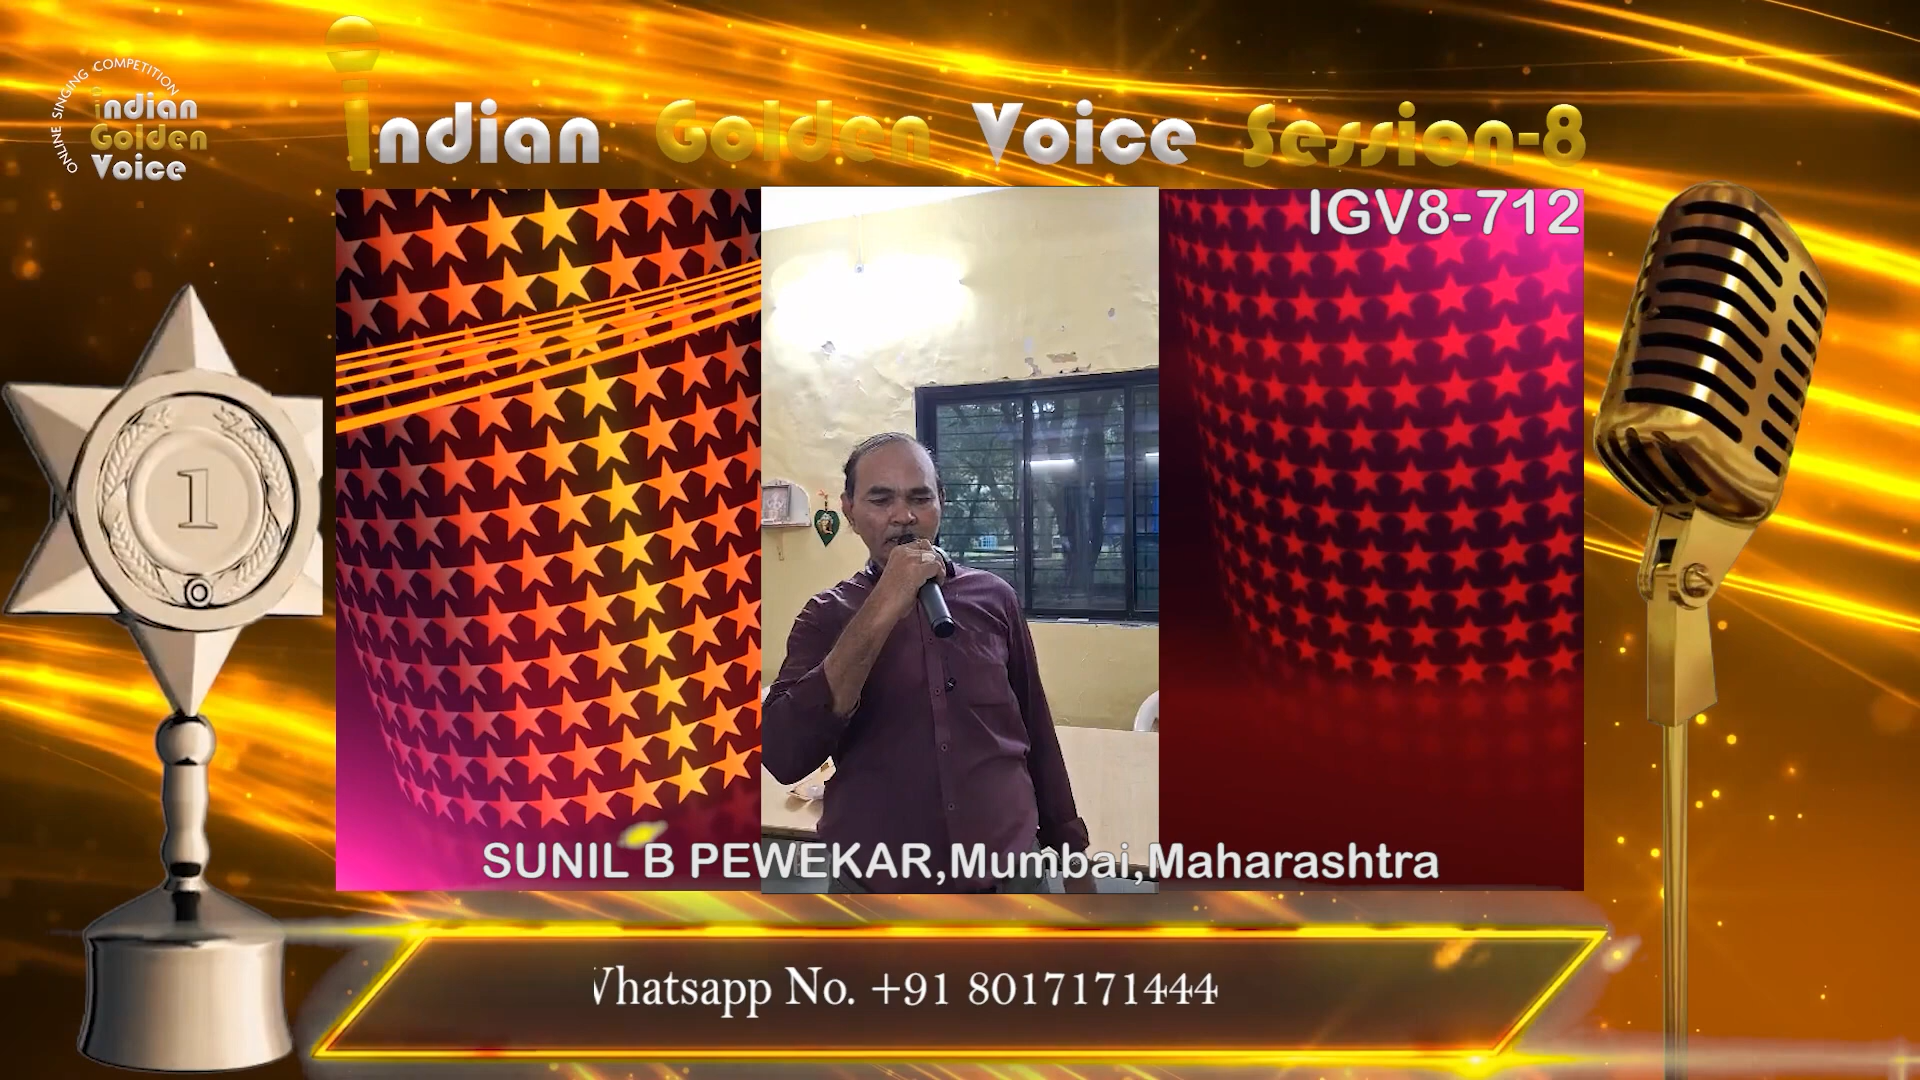 ONLINE SINGING COMPETITION
indian
Golden
Voice
indian Golden Voice Session-8
IGV8-712
1
SUNIL B PEWEKAR,Mumbai,Maharashtra
Whatsapp No. +91 8017171444